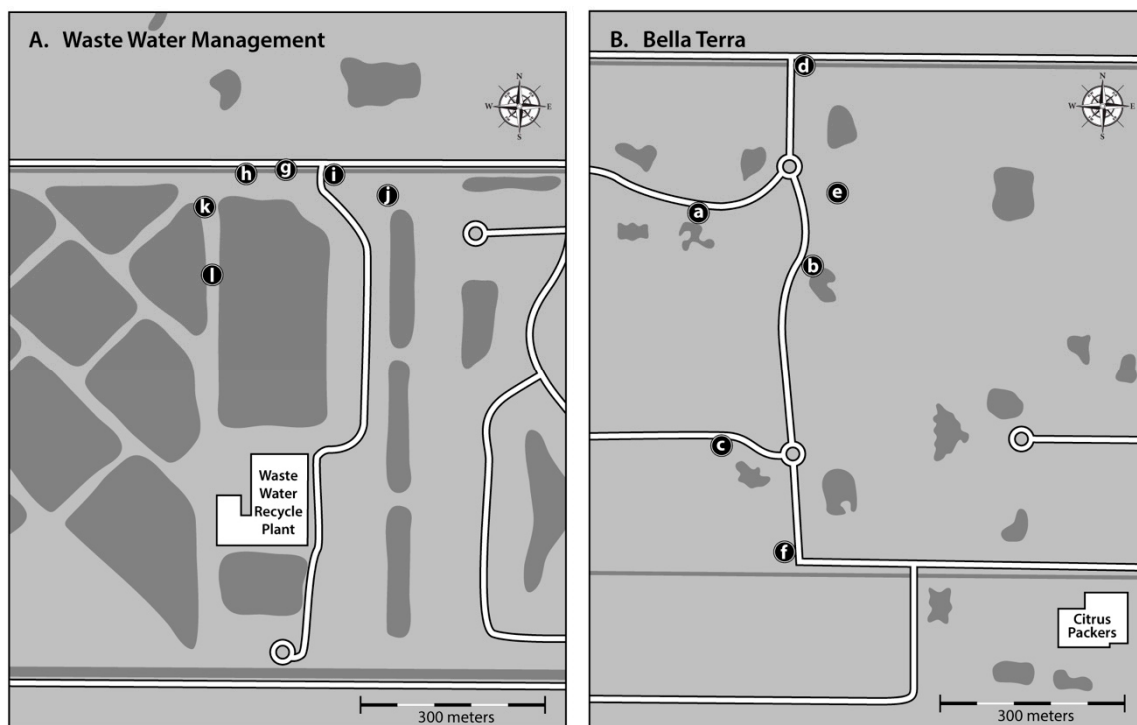 A. Waste Water Management
N
W E
S
h
g
i
j
k
l
Waste
Water
Recycle
Plant
300 meters
B. Bella Terra
N
W E
S
d
a
e
b
c
f
Citrus
Packers
300 meters